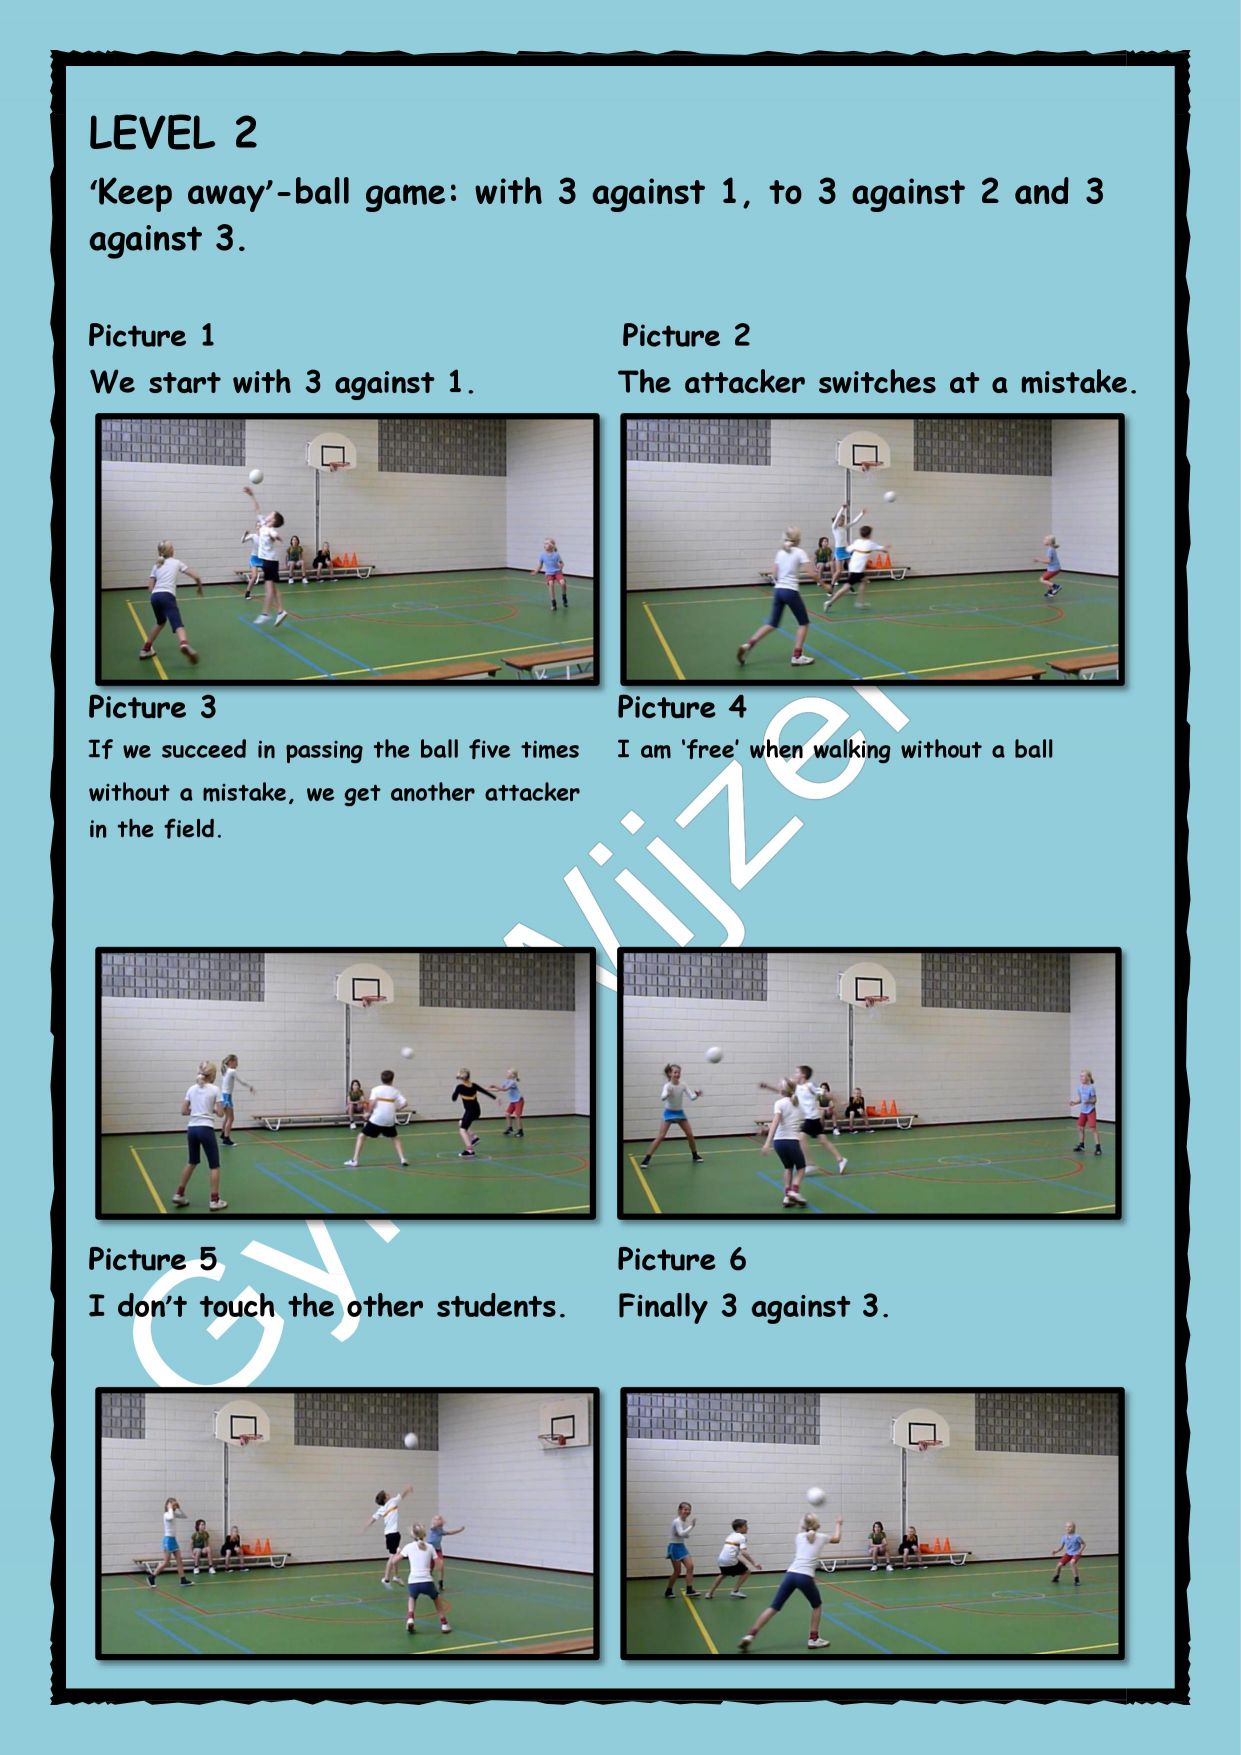 LEVEL 2
‘Keep away’-ball game: with 3 against 1, to 3 against 2 and 3
against 3.
Picture 1
We start with 3 against 1.
Picture 2
The attacker switches at a mistake.
Picture 3
If we succeed in passing the ball five times
without a mistake, we get another attacker
in the field.
Picture 4
I am ‘free’ when walking without a ball
Picture 5
I don’t touch the other students.
Picture 6
Finally 3 against 3.